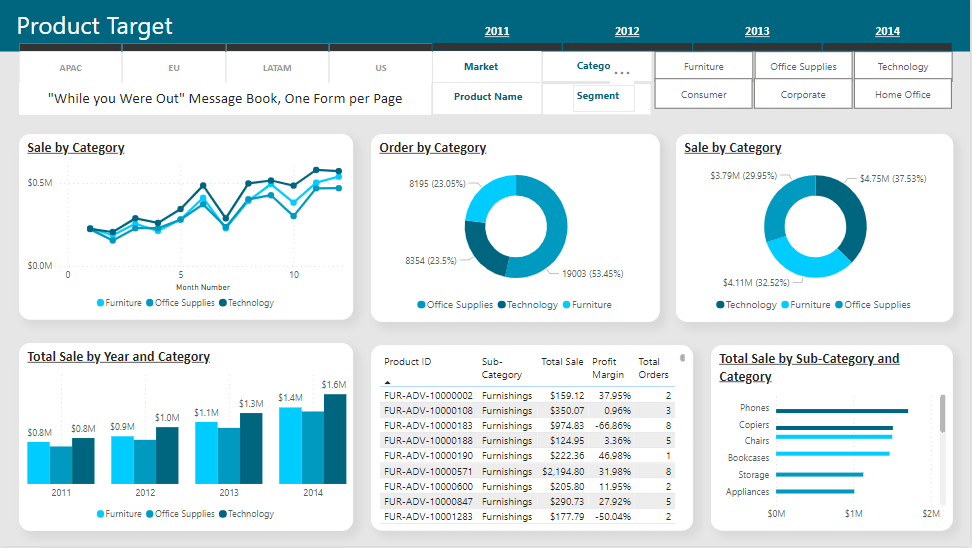 Product Target
2011 2012 2013 2014
APAC EU LATAM US Market Catego ... Furniture Office Supplies Technology
"While you Were Out" Message Book, One Form per Page Product Name Segment Consumer Corporate Home Office
Sale by Category
$0.5M
$0.0M
0 5 10
Month Number
Furniture Office Supplies Technology
Order by Category
8195 (23.05%)
8354 (23.5%)
19003 (53.45%)
Office Supplies Technology Furniture
Sale by Category
$3.79M (29.95%) $4.75M (37.53%)
$4.11M (32.52%)
Technology Furniture Office Supplies
Total Sale by Year and Category
$0.8M $0.8M $0.9M $1.0M $1.1M $1.3M $1.4M $1.6M
2011 2012 2013 2014
Furniture Office Supplies Technology
Product ID Sub-Category Total Sale Profit Margin Total Orders
FUR-ADV-10000002 Furnishings $159.12 37.95% 2
FUR-ADV-10000108 Furnishings $350.07 0.96% 3
FUR-ADV-10000183 Furnishings $974.83 -66.86% 8
FUR-ADV-10000188 Furnishings $124.95 3.36% 5
FUR-ADV-10000190 Furnishings $222.36 46.98% 1
FUR-ADV-10000571 Furnishings $2,194.80 31.98% 8
FUR-ADV-10000600 Furnishings $205.80 11.95% 2
FUR-ADV-10000847 Furnishings $290.73 27.92% 5
FUR-ADV-10001283 Furnishings $177.79 -50.04% 2
Total Sale by Sub-Category and
Category
Phones
Copiers
Chairs
Bookcases
Storage
Appliances
$0M $1M $2M